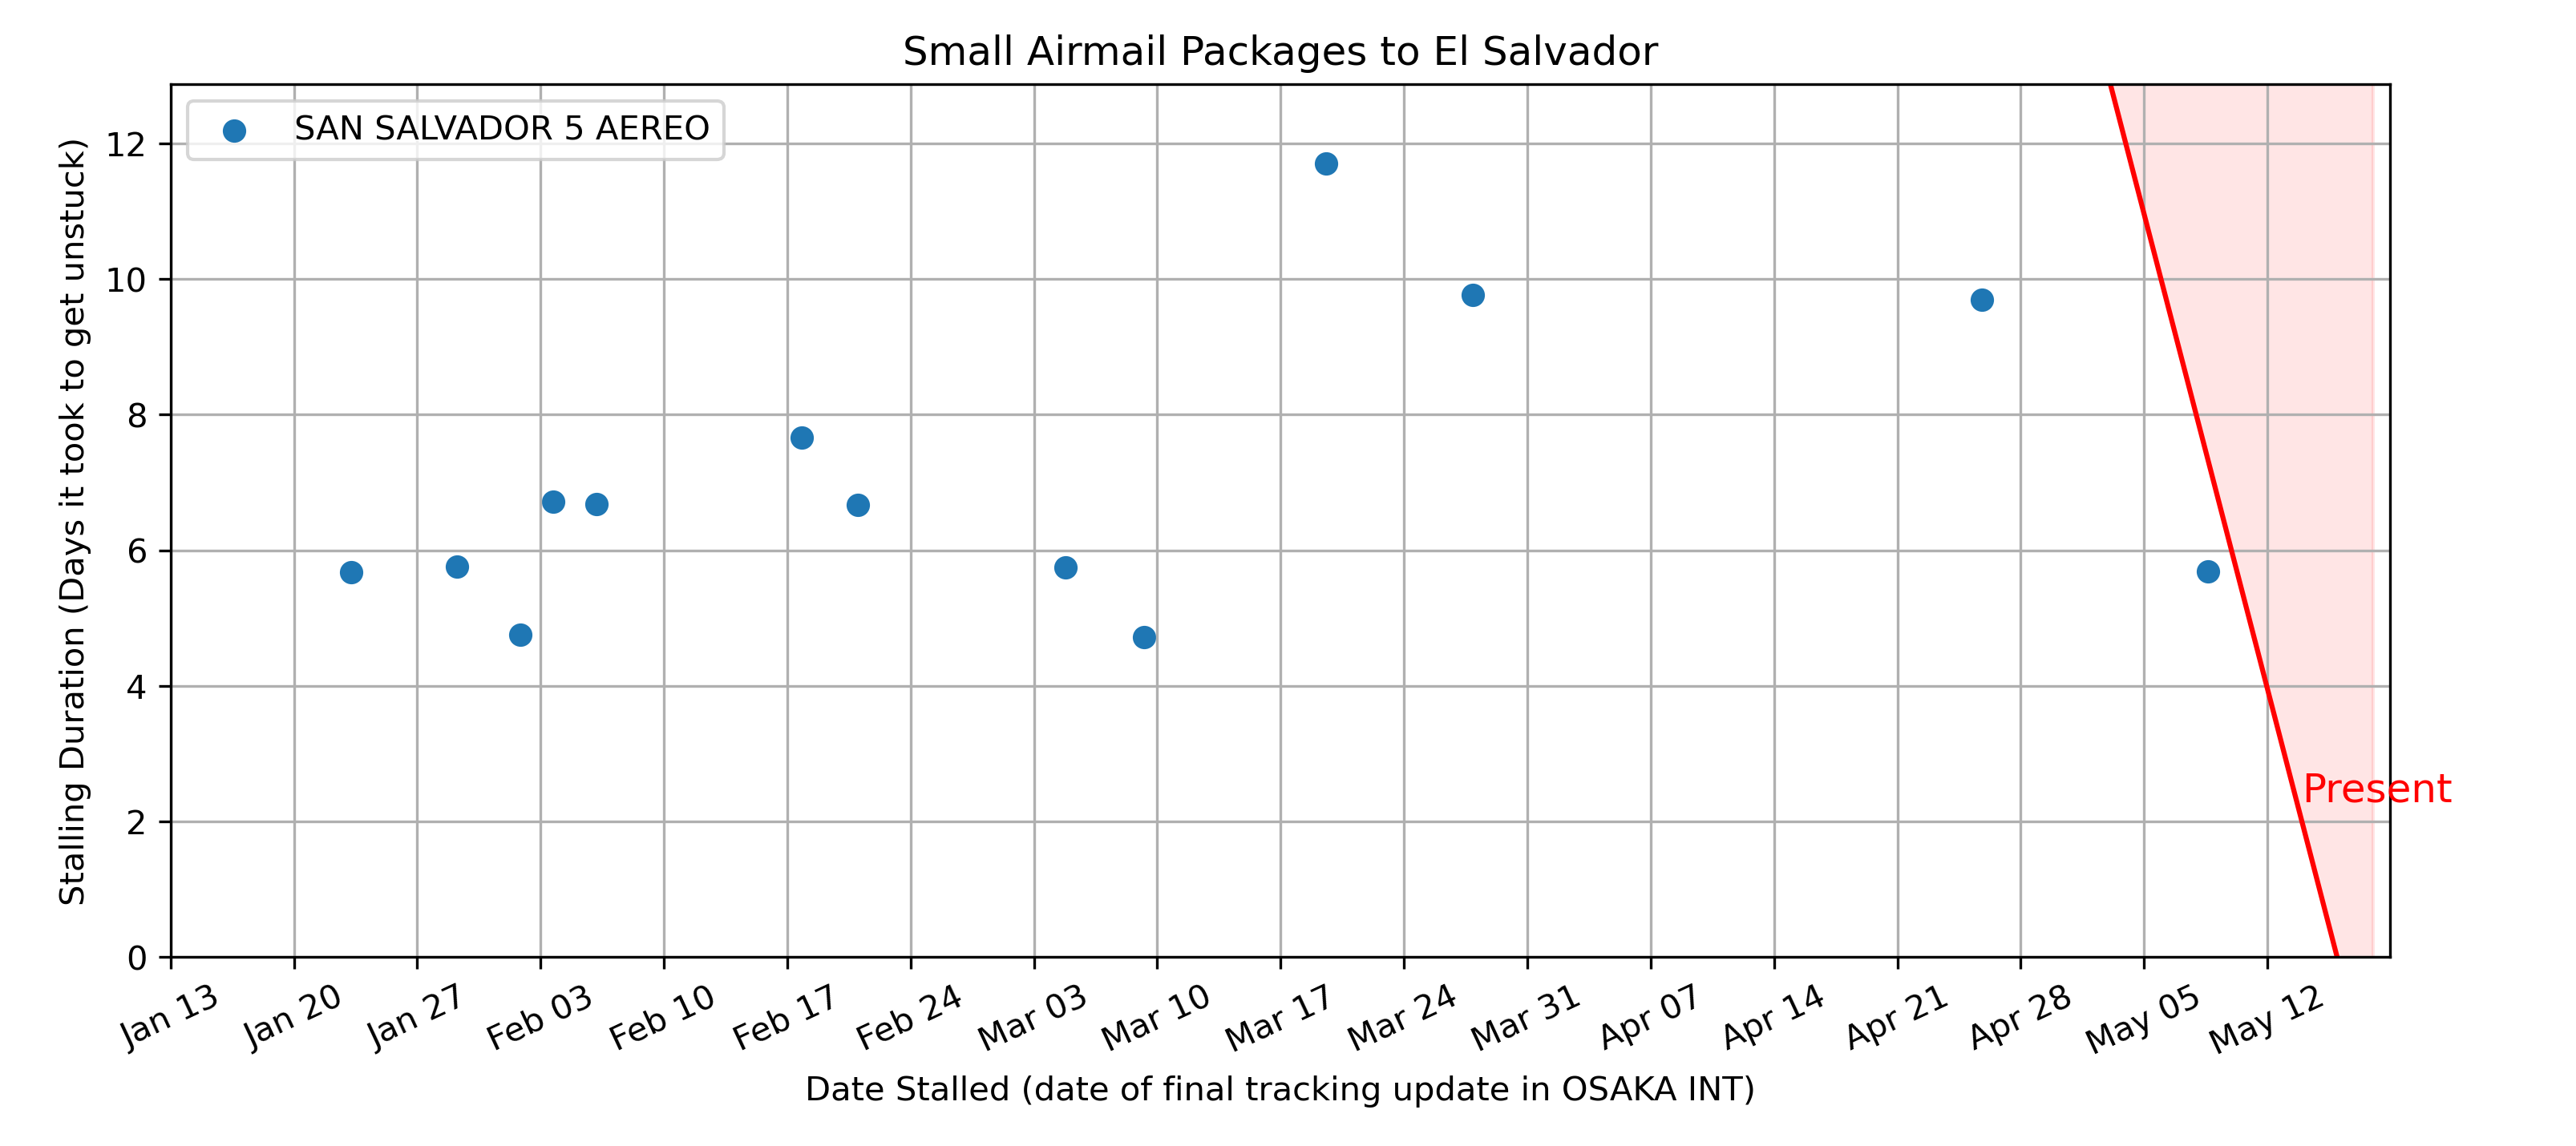 Small Airmail Packages to El Salvador
SAN SALVADOR 5 AEREO
Stalling Duration (Days it took to get unstuck)
12
10
8
6
4
2
0
Present
Jan 13
Jan 20
Jan 27
Feb 03
Feb 10
Feb 17
Feb 24
Mar 03
Mar 10
Mar 17
Mar 24
Mar 31
Apr 07
Apr 14
Apr 21
Apr 28
May 05
May 12
Date Stalled (date of final tracking update in OSAKA INT)